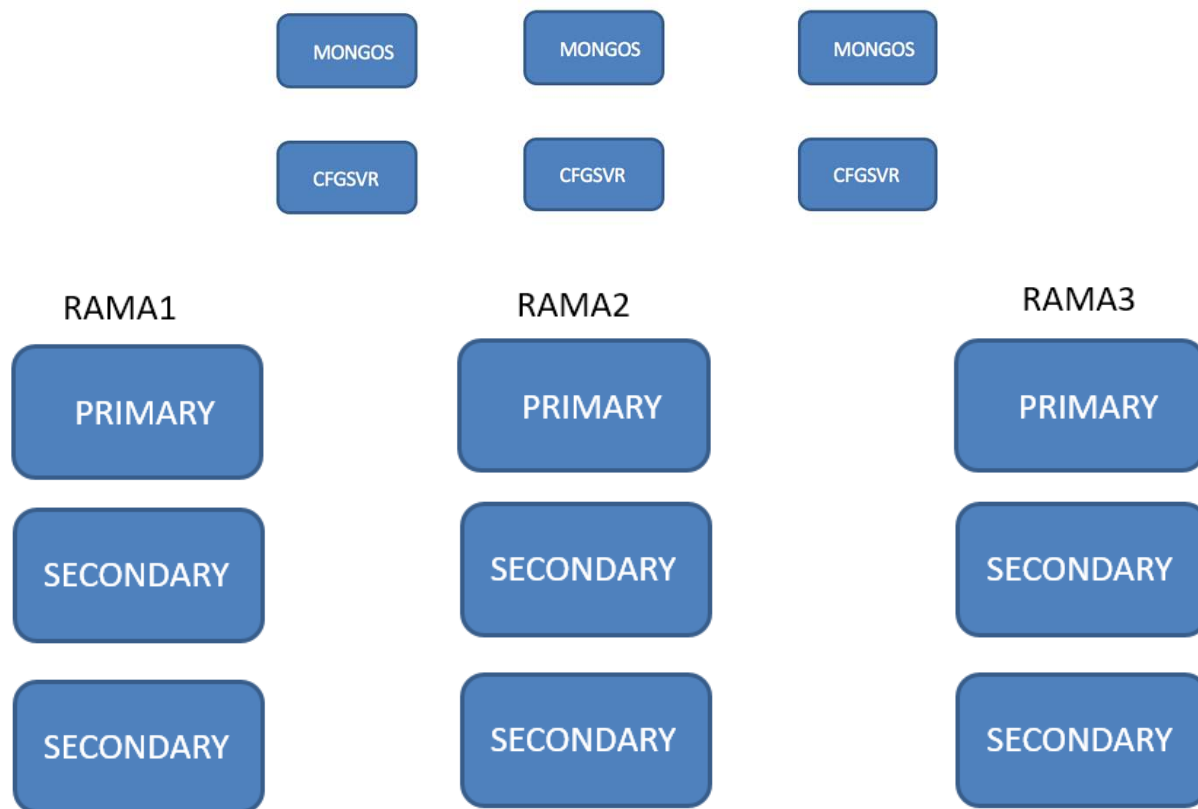 MONGOS MONGOS MONGOS
CFGSVR CFGSVR CFGSVR
RAMA1 RAMA2 RAMA3
PRIMARY PRIMARY PRIMARY
SECONDARY SECONDARY SECONDARY
SECONDARY SECONDARY SECONDARY